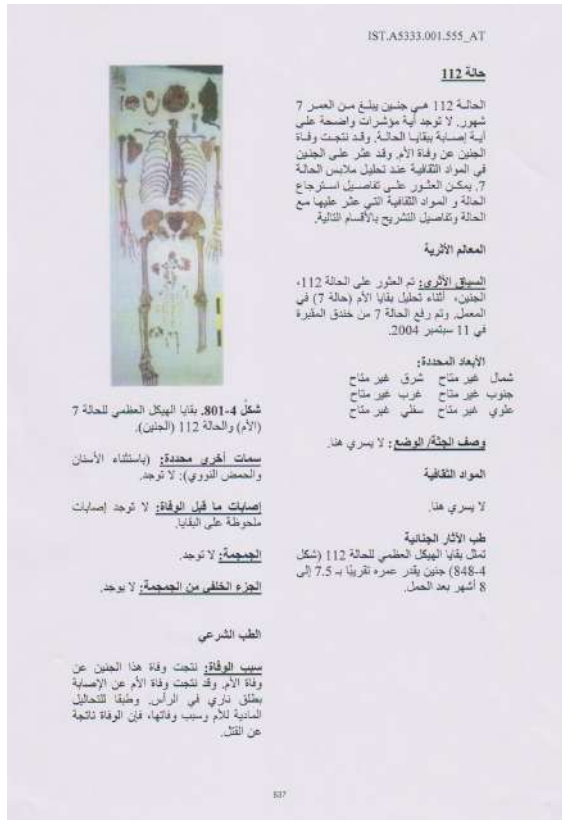 IST.A5333.001.555_AT
حالة 112
الحالة 112 هي جنين يبلغ من العمر 7
شهور. لا توجد أية مؤشرات واضحة على
أية إصابة ببقايا الحالة. وقد نتجت وفاة
الجنين عن وفاة الأم. وقد عثر على الجنين
في المواد الثقافية عند تحليل ملابس الحالة
7. يمكن العثور على تفاصيل استرجاع
الحالة و المواد الثقافية التي عثر عليها مع
الحالة وتفاصيل التشريح بالأقسام التالية.
المعالم الأثرية
السياق الأثري: تم العثور على الحالة 112،
الجنين، أثناء تحليل بقايا الأم (حالة 7) في
المعمل. وتم رفع الحالة 7 من خندق المقبرة
في 11 سبتمبر 2004.
الأبعاد المحددة:
شمال غير متاح شرق غير متاح
جنوب غير متاح غرب غير متاح
علوي غير متاح سفلي غير متاح
وصف الجثة/ الوضع: لا يسري هنا.
المواد الثقافية
لا يسري هنا.
طب الآثار الجنائية
تمثل بقايا الهيكل العظمي للحالة 112 (شكل
4-848) جنين يقدر عمره تقريبًا بـ 7.5 إلى
8 أشهر بعد الحمل.
شكل 4-801. بقايا الهيكل العظمي للحالة 7
(الأم) والحالة 112 (الجنين).
سمات أخرى محددة: (باستثناء الأسنان
والحمض النووي): لا توجد.
إصابات ما قبل الوفاة: لا توجد إصابات
ملحوظة على البقايا.
الجمجمة: لا توجد.
الجزء الخلفي من الجمجمة: لا يوجد.
الطب الشرعي
سبب الوفاة: نتجت وفاة هذا الجنين عن
وفاة الأم. وقد نتجت وفاة الأم عن الإصابة
بطلق ناري في الرأس. وطبقا للتحاليل
المادية للأم وسبب وفاتها، فإن الوفاة ناتجة
عن القتل.
837